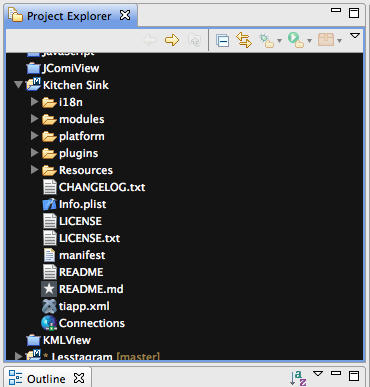 Project Explorer
JavaScript
JComiView
Kitchen Sink
i18n
modules
platform
plugins
Resources
CHANGELOG.txt
Info.plist
LICENSE
LICENSE.txt
manifest
README
README.md
tiapp.xml
Connections
KMLView
* Lesstagram [master]
Outline